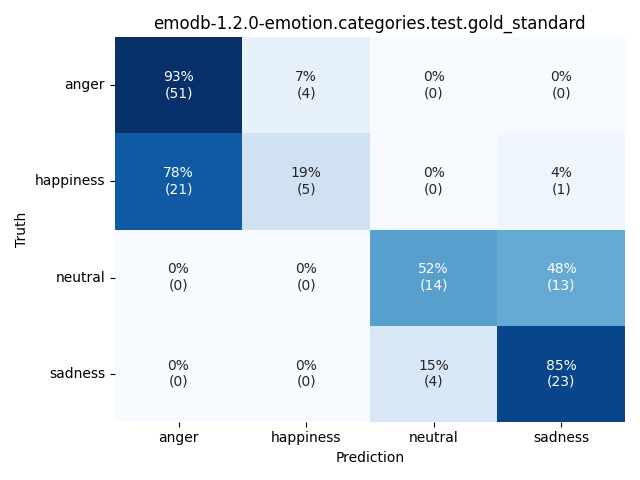 emodb-1.2.0-emotion.categories.test.gold_standard
Truth
anger
93% 7% 0% 0%
(51) (4) (0) (0)
happiness
78% 19% 0% 4%
(21) (5) (0) (1)
neutral
0% 0% 52% 48%
(0) (0) (14) (13)
sadness
0% 0% 15% 85%
(0) (0) (4) (23)
anger happiness neutral sadness
Prediction